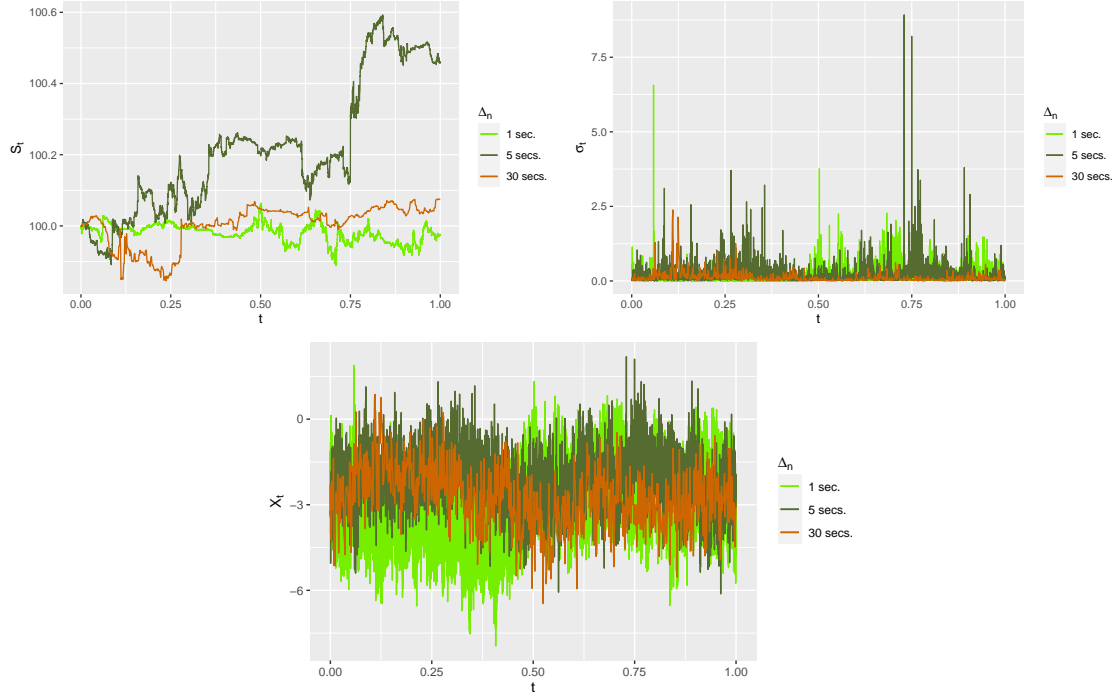 100.6
100.4
100.2
100.0
S_t
0.00 0.25 0.50 0.75 1.00
t
Δ_n
1 sec.
5 secs.
30 secs.
7.5
5.0
2.5
0.0
σ_t
0.00 0.25 0.50 0.75 1.00
t
Δ_n
1 sec.
5 secs.
30 secs.
0
−3
−6
X_t
0.00 0.25 0.50 0.75 1.00
t
Δ_n
1 sec.
5 secs.
30 secs.